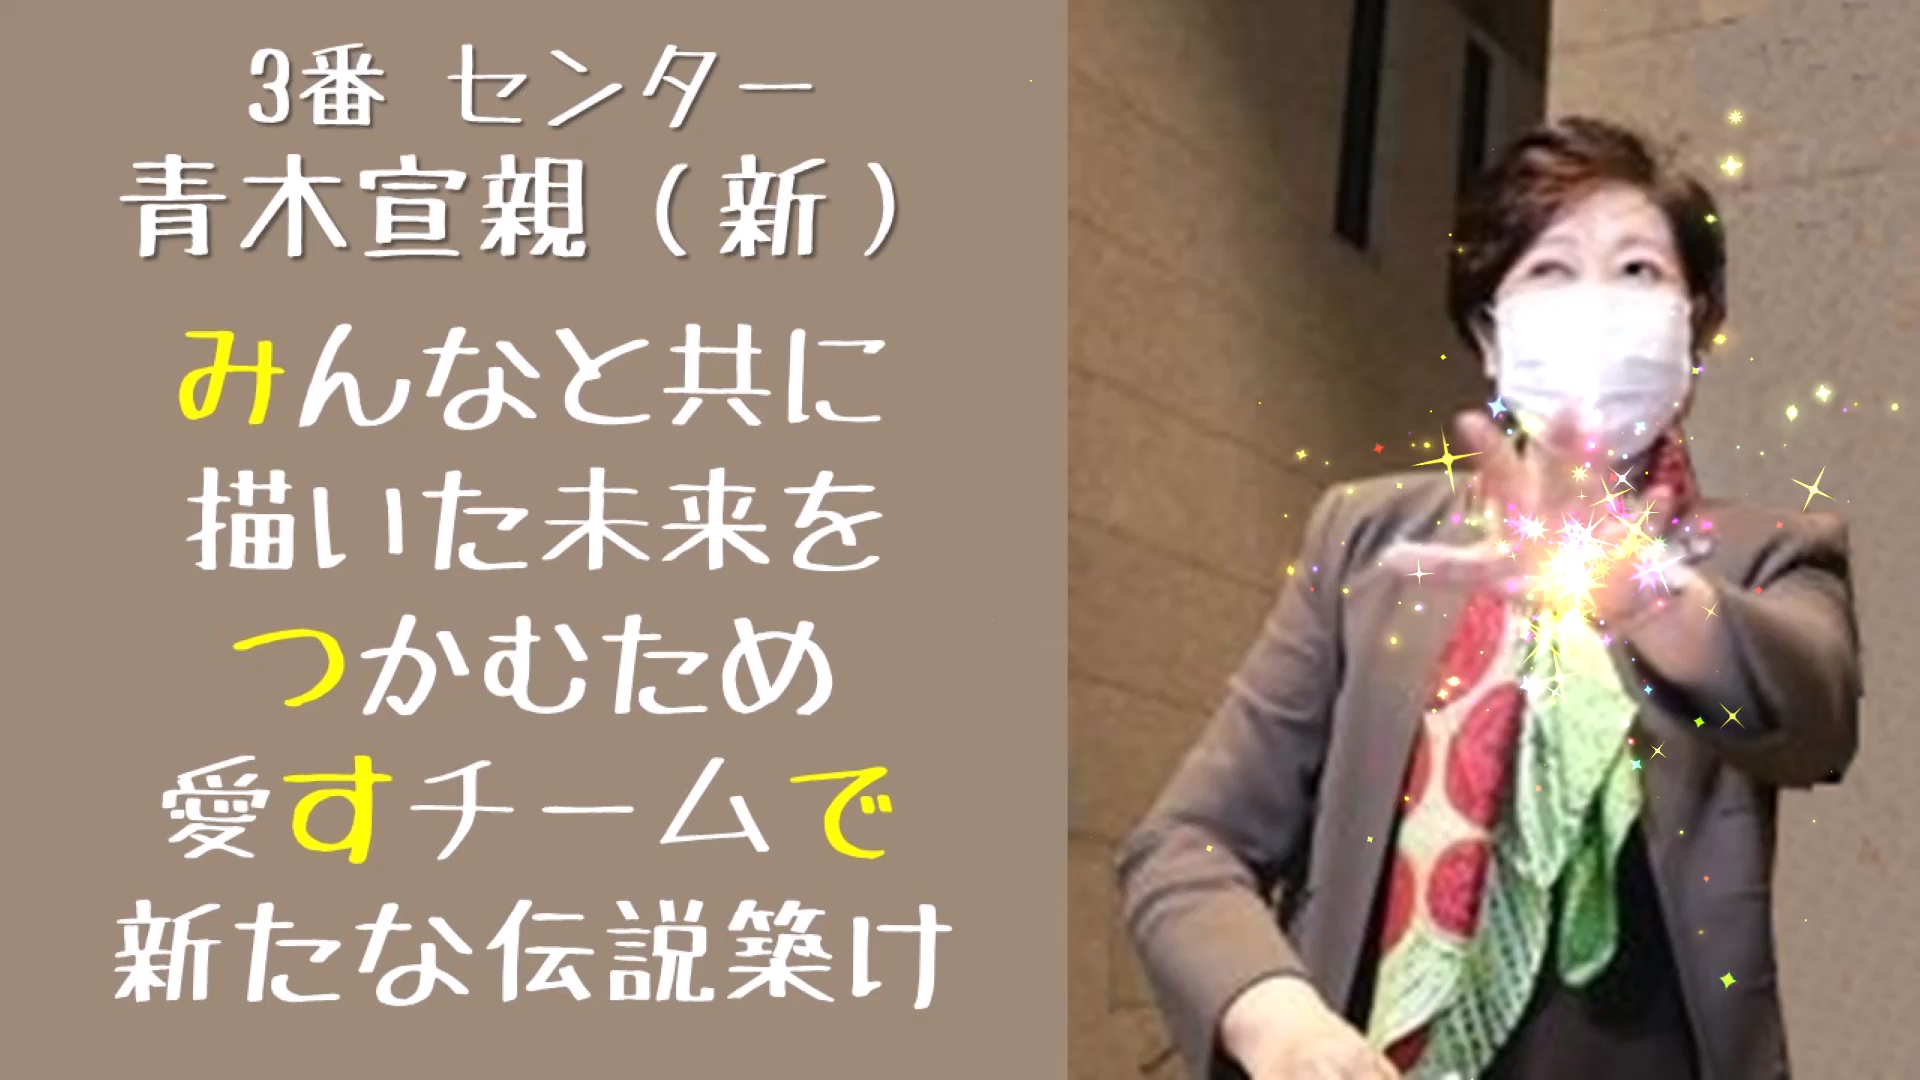 3番 センター
青木宣親(新)
みんなと共に
描いた未来を
つかむため
愛すチームで
新たな伝説築け